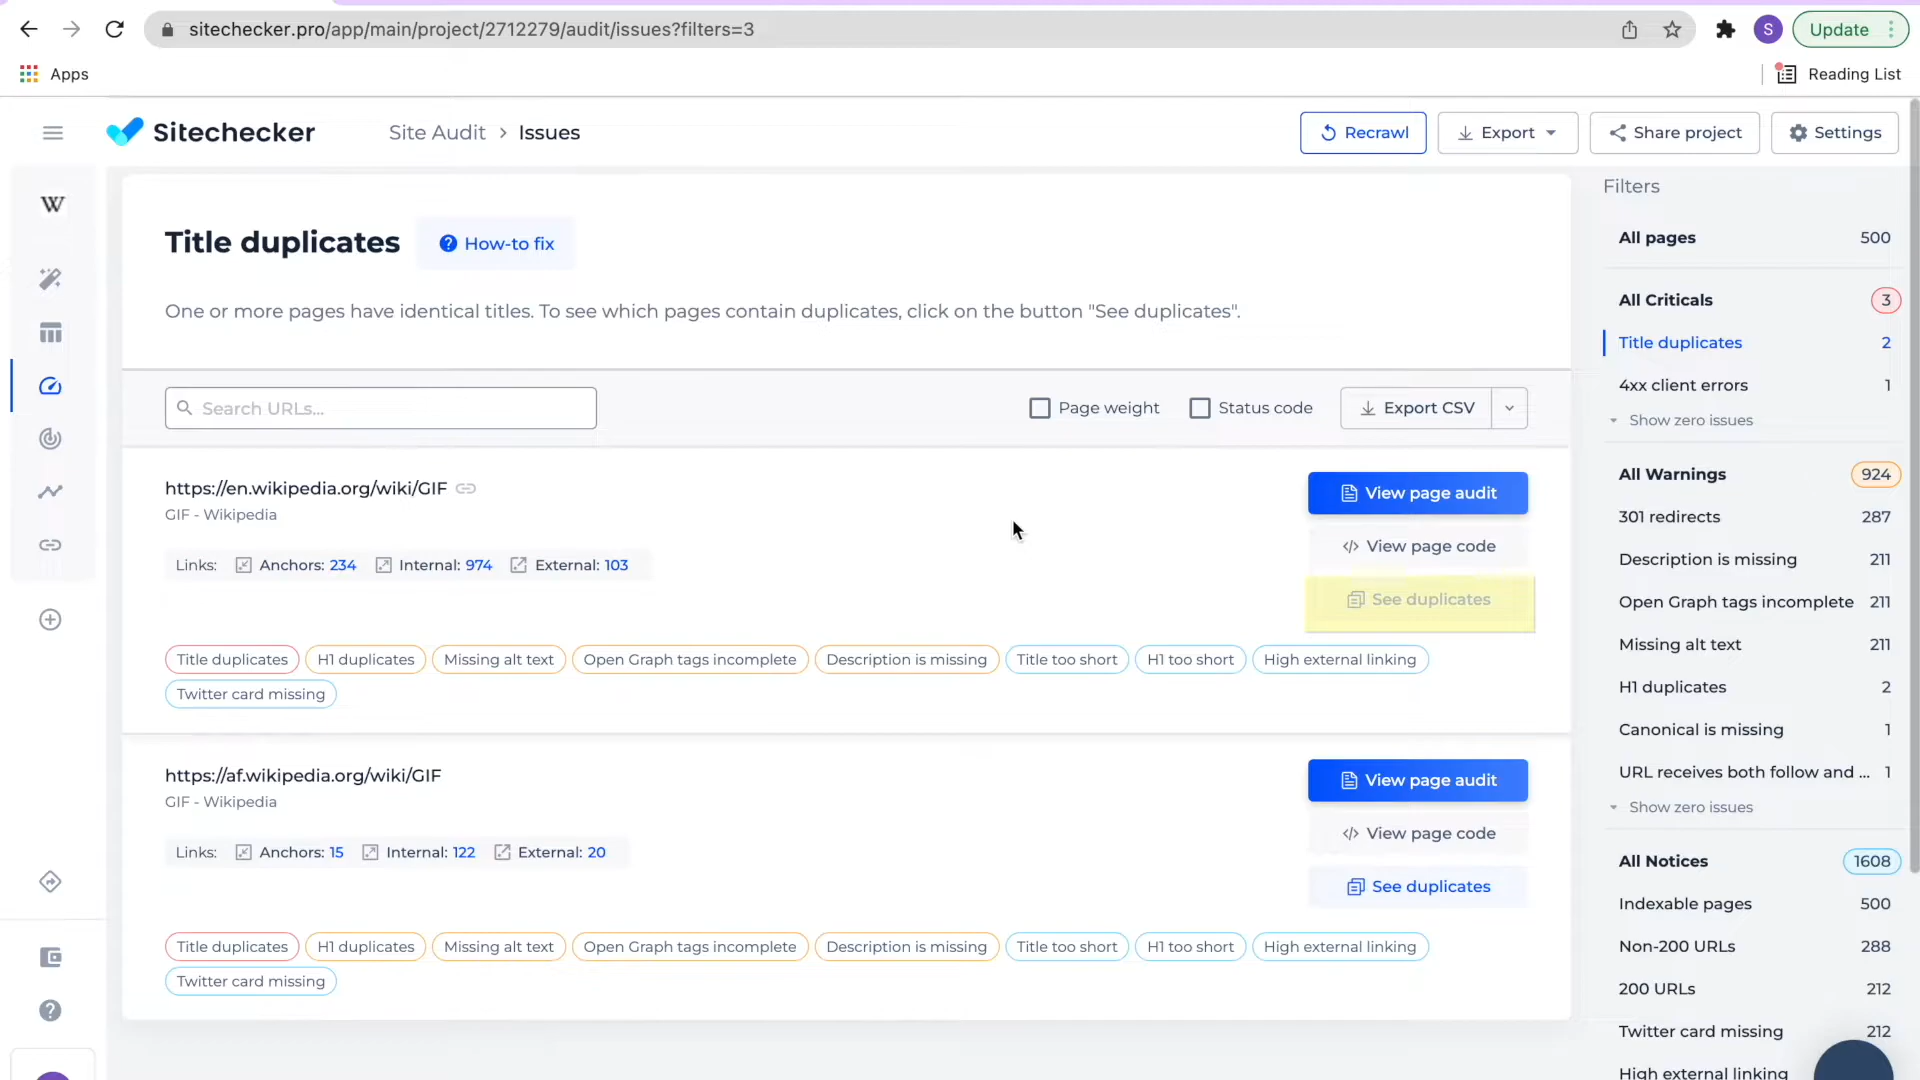 sitechecker.pro/app/main/project/2712279/audit/issues?filters=3
S
Update
Apps
Reading List
Sitechecker
Site Audit › Issues
Recrawl
Export
Share project
Settings
W
Title duplicates
How-to fix
One or more pages have identical titles. To see which pages contain duplicates, click on the button "See duplicates".
Search URLs...
Page weight
Status code
Export CSV
https://en.wikipedia.org/wiki/GIF
GIF - Wikipedia
Links: Anchors: 234 Internal: 974 External: 103
View page audit
</> View page code
See duplicates
Title duplicates H1 duplicates Missing alt text Open Graph tags incomplete Description is missing Title too short H1 too short High external linking
Twitter card missing
https://af.wikipedia.org/wiki/GIF
GIF - Wikipedia
Links: Anchors: 15 Internal: 122 External: 20
View page audit
</> View page code
See duplicates
Title duplicates H1 duplicates Missing alt text Open Graph tags incomplete Description is missing Title too short H1 too short High external linking
Twitter card missing
Filters
All pages 500
All Criticals 3
Title duplicates 2
4xx client errors 1
Show zero issues
All Warnings 924
301 redirects 287
Description is missing 211
Open Graph tags incomplete 211
Missing alt text 211
H1 duplicates 2
Canonical is missing 1
URL receives both follow and ... 1
Show zero issues
All Notices 1608
Indexable pages 500
Non-200 URLs 288
200 URLs 212
Twitter card missing 212
High external linking